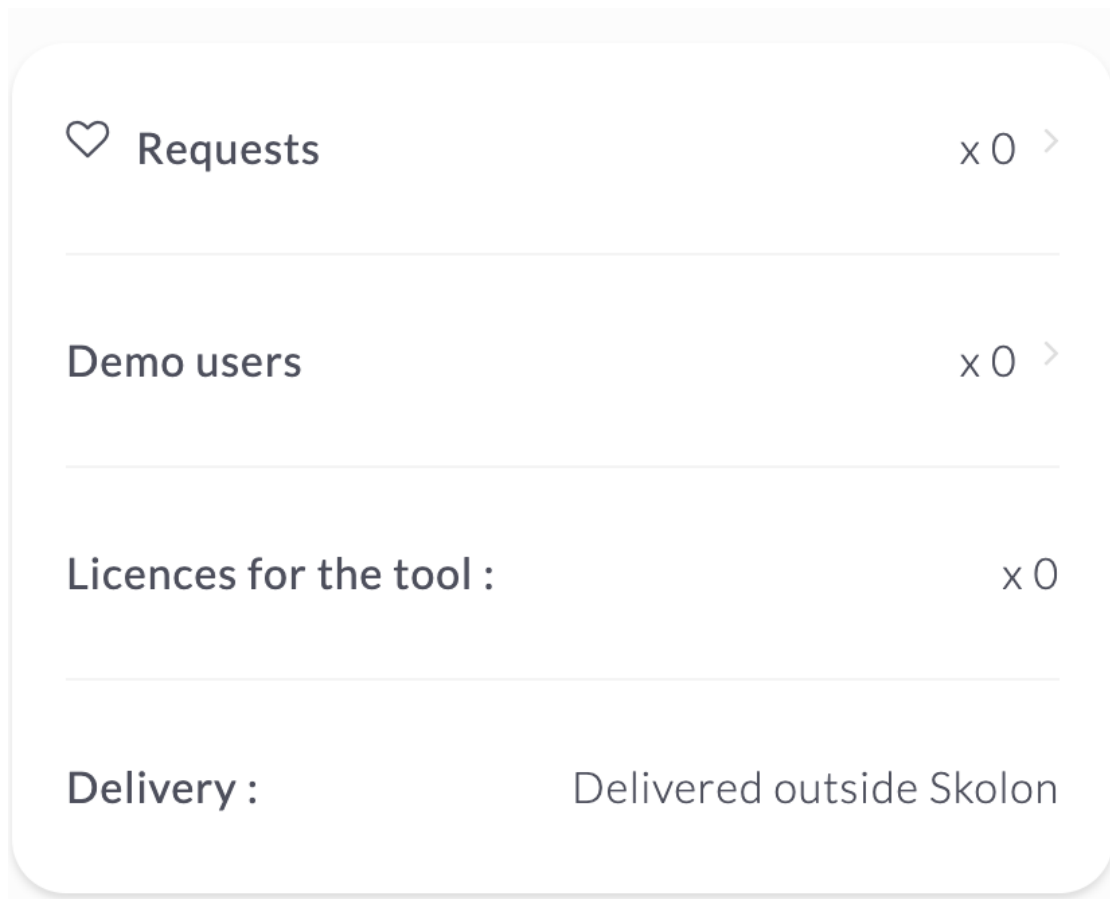 Requests x 0
Demo users x 0
Licences for the tool : x 0
Delivery : Delivered outside Skolon